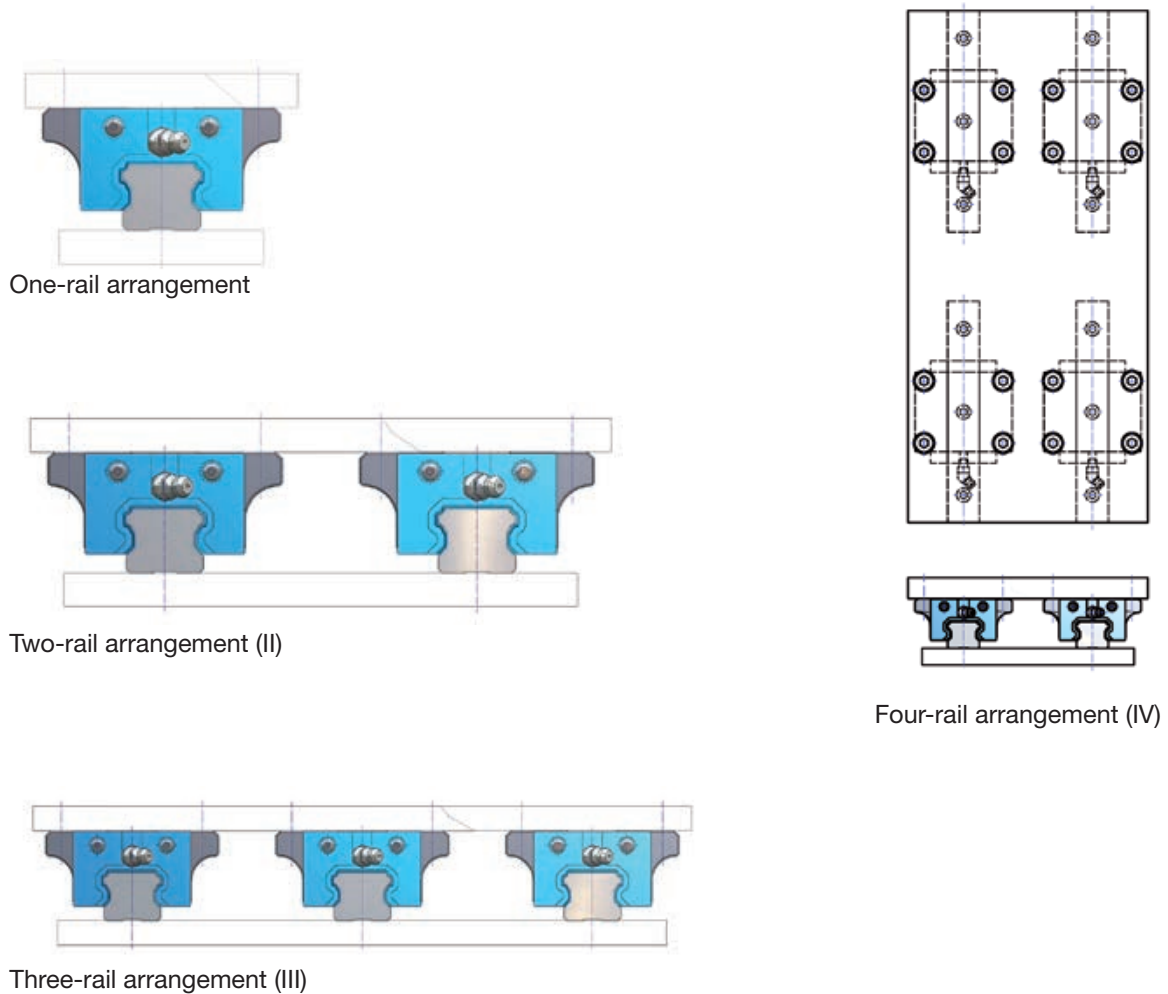 One-rail arrangement
Two-rail arrangement (II)
Four-rail arrangement (IV)
Three-rail arrangement (III)